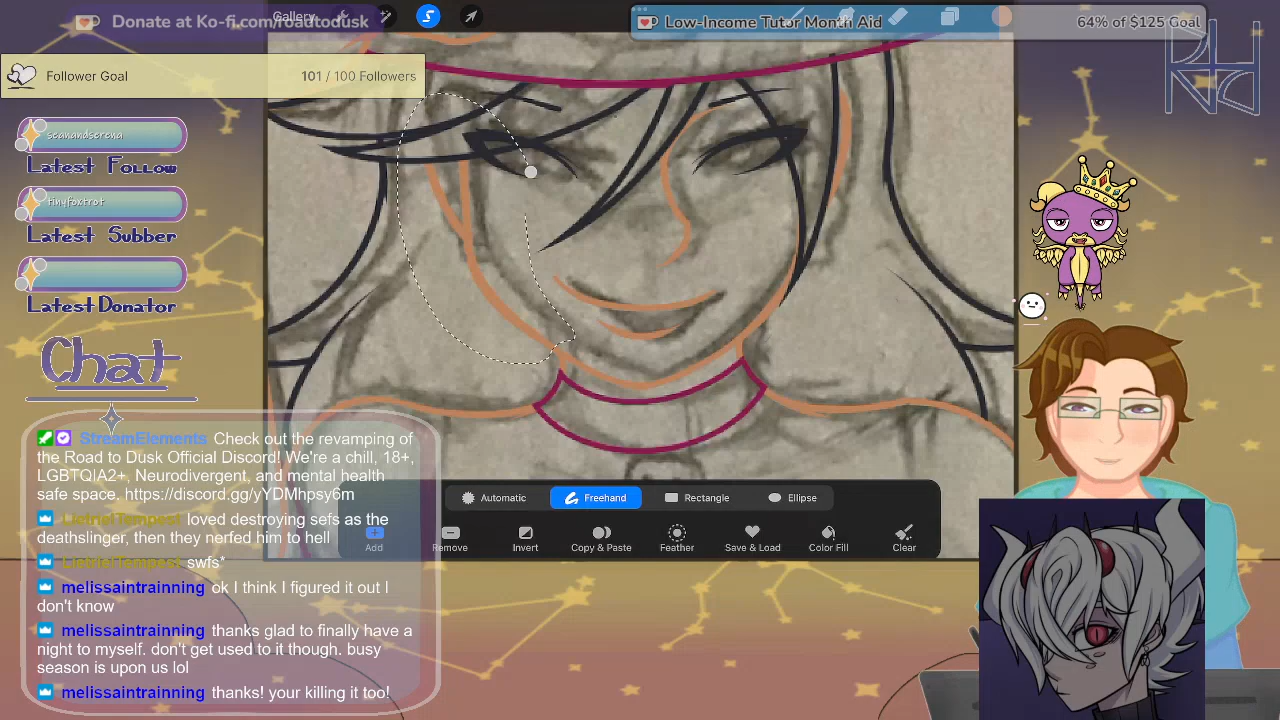 Donate at Ko-fi.com/roadtodusk
Gallery
Low-Income Tutor Month Aid
64% of $125 Goal
Follower Goal
101 / 100 Followers
seanandserena
Latest Follow
tinyfoxtrot
Latest Subber
Latest Donator
Chat
StreamElements Check out the revamping of
the Road to Dusk Official Discord! We're a chill, 18+,
LGBTQIA2+, Neurodivergent, and mental health
safe space. https://discord.gg/yYDMhpsy6m
LietrielTempest loved destroying sefs as the
deathslinger, then they nerfed him to hell
LietrielTempest swfs*
melissaintrainning ok I think I figured it out I
don't know
melissaintrainning thanks glad to finally have a
night to myself. don't get used to it though. busy
season is upon us lol
melissaintrainning thanks! your killing it too!
Automatic
Freehand
Rectangle
Ellipse
Add
Remove
Invert
Copy & Paste
Feather
Save & Load
Color Fill
Clear